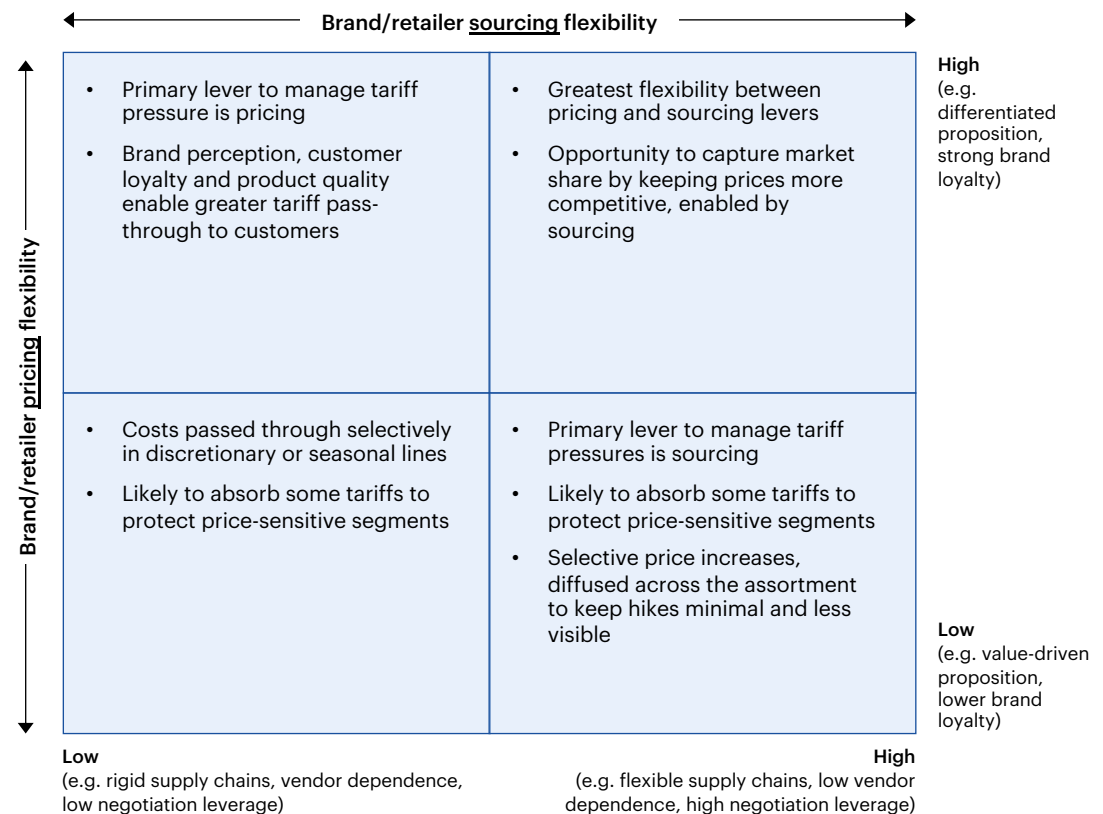 Brand/retailer sourcing flexibility
Brand/retailer pricing flexibility
• Primary lever to manage tariff
pressure is pricing
• Brand perception, customer
loyalty and product quality
enable greater tariff pass-
through to customers
• Greatest flexibility between
pricing and sourcing levers
• Opportunity to capture market
share by keeping prices more
competitive, enabled by
sourcing
High
(e.g.
differentiated
proposition,
strong brand
loyalty)
• Costs passed through selectively
in discretionary or seasonal lines
• Likely to absorb some tariffs to
protect price-sensitive segments
• Primary lever to manage tariff
pressures is sourcing
• Likely to absorb some tariffs to
protect price-sensitive segments
• Selective price increases,
diffused across the assortment
to keep hikes minimal and less
visible
Low
(e.g. value-driven
proposition,
lower brand
loyalty)
Low
(e.g. rigid supply chains, vendor dependence,
low negotiation leverage)
High
(e.g. flexible supply chains, low vendor
dependence, high negotiation leverage)